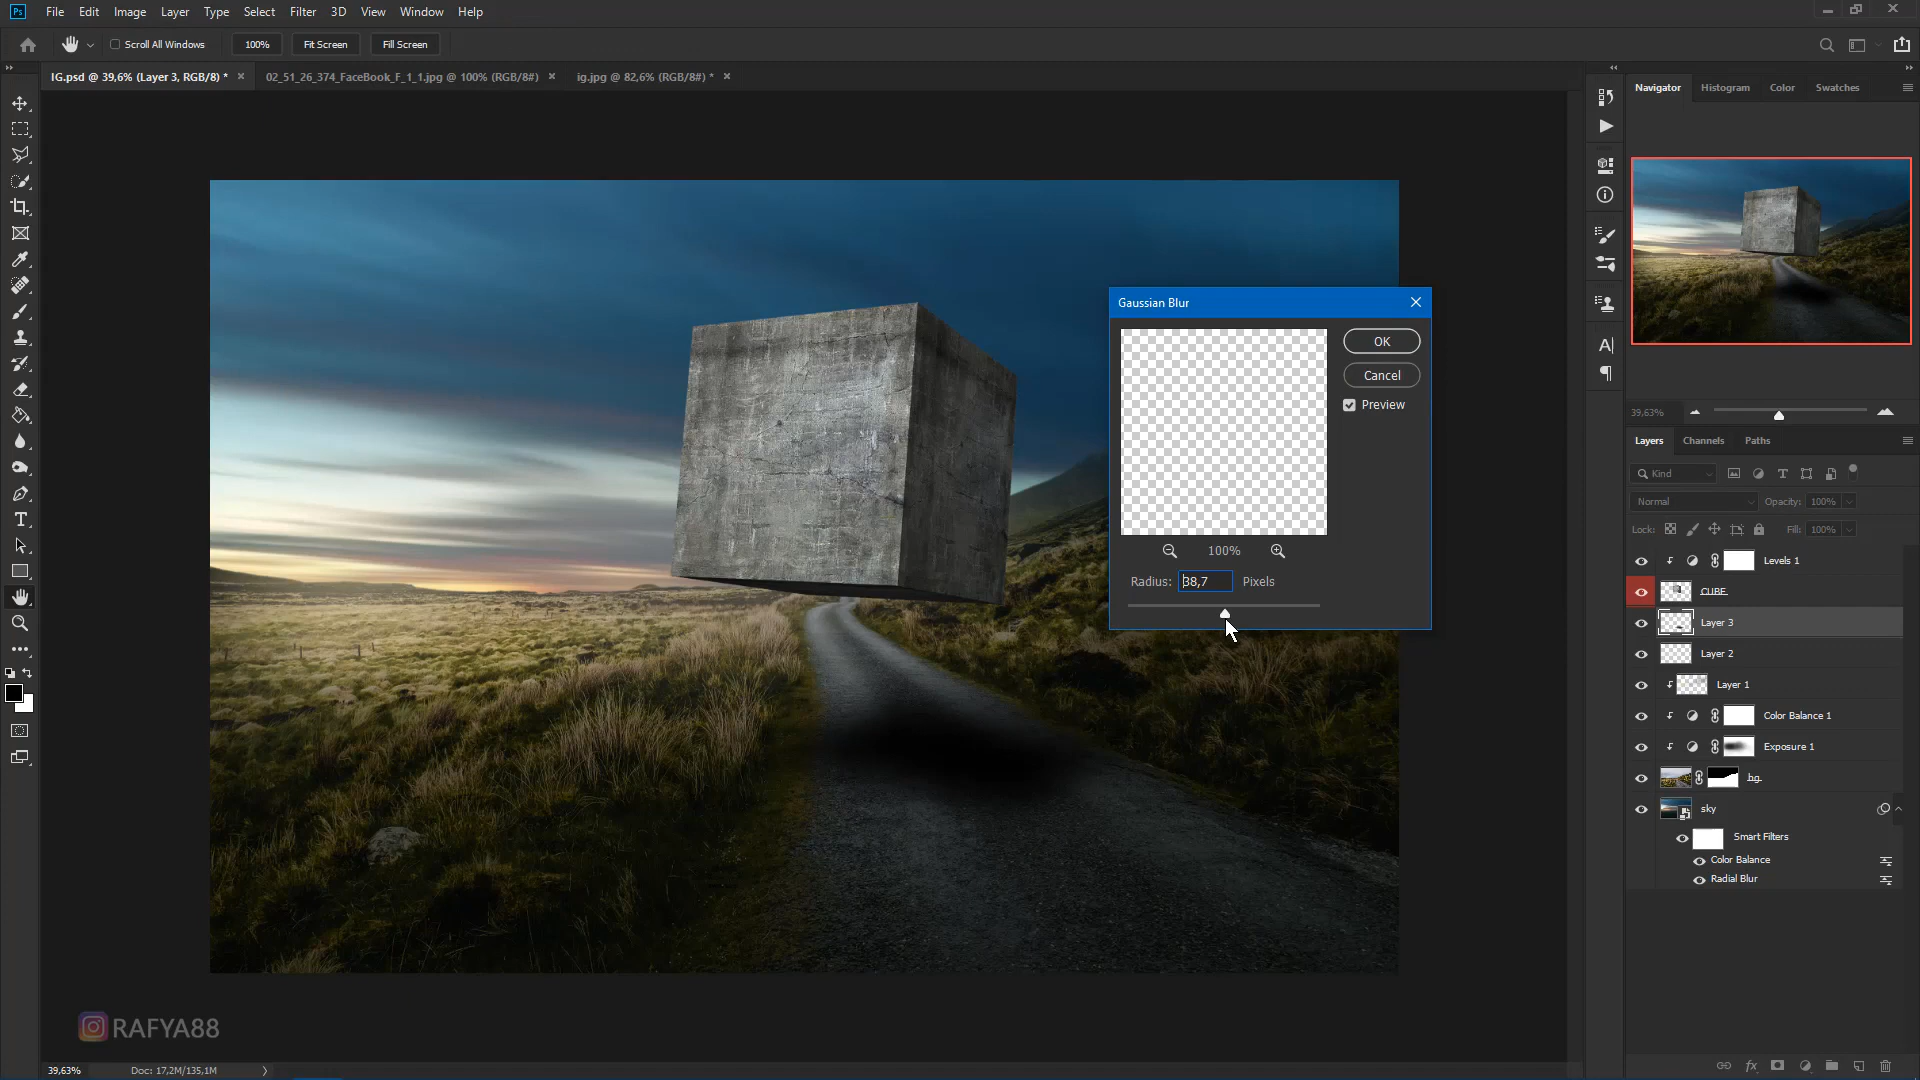 Ps File Edit Image Layer Type Select Filter 3D View Window Help
Scroll All Windows 100% Fit Screen Fill Screen
IG.psd @ 39,6% (Layer 3, RGB/8) * 02_51_26_374_FaceBook_F_1_1.jpg @ 100% (RGB/8#) ig.jpg @ 82,6% (RGB/8#) *
Navigator Histogram Color Swatches
Gaussian Blur
OK
Cancel
Preview
100%
Radius: 38,7 Pixels
39,63%
Layers Channels Paths
Kind
Normal Opacity: 100%
Lock: Fill: 100%
Levels 1
CUBE
Layer 3
Layer 2
Layer 1
Color Balance 1
Exposure 1
bg
sky
Smart Filters
Color Balance
Radial Blur
RAFYA88
39,63% Doc: 17,2M/135,1M